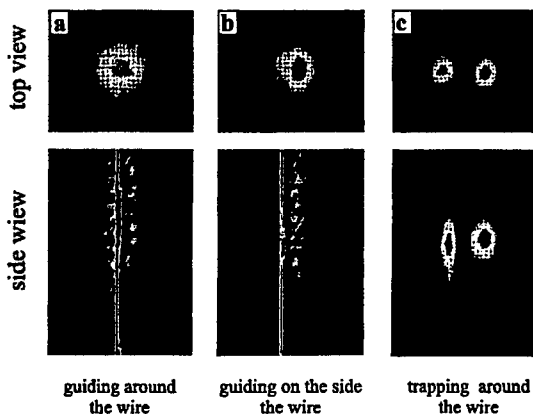 a
b
c
top view
side wiew
guiding around
the wire
guiding on the side
the wire
trapping around
the wire